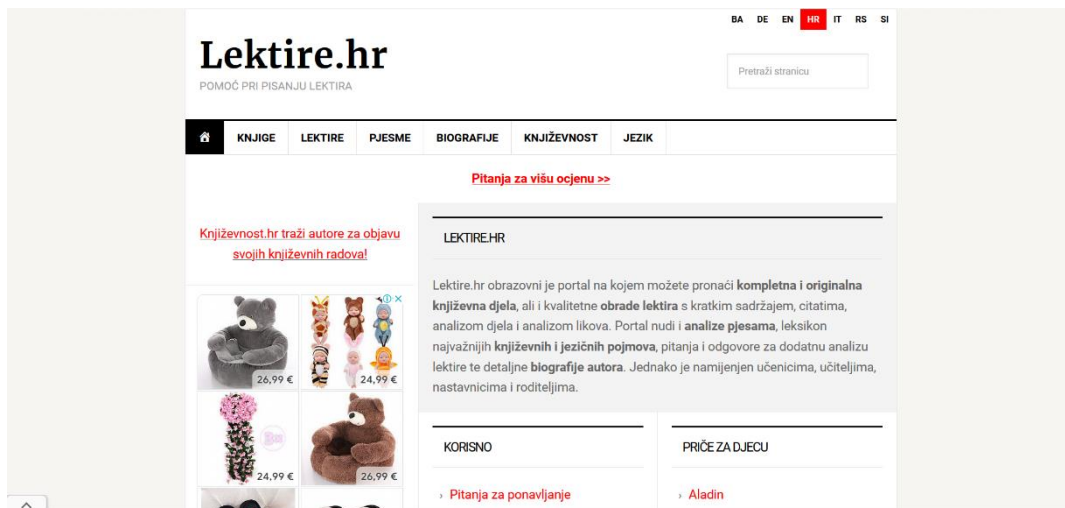 BA DE EN HR IT RS SI
Lektire.hr
POMOĆ PRI PISANJU LEKTIRA
Pretraži stranicu
KNJIGE LEKTIRE PJESME BIOGRAFIJE KNJIŽEVNOST JEZIK
Pitanja za višu ocjenu >>
Književnost.hr traži autore za objavu
svojih književnih radova!
26,99 €
24,99 €
24,99 €
26,99 €
LEKTIRE.HR
Lektire.hr obrazovni je portal na kojem možete pronaći kompletna i originalna
književna djela, ali i kvalitetne obrade lektira s kratkim sadržajem, citatima,
analizom djela i analizom likova. Portal nudi i analize pjesama, leksikon
najvažnijih književnih i jezičnih pojmova, pitanja i odgovore za dodatnu analizu
lektire te detaljne biografije autora. Jednako je namijenjen učenicima, učiteljima,
nastavnicima i roditeljima.
KORISNO
› Pitanja za ponavljanje
PRIČE ZA DJECU
› Aladin